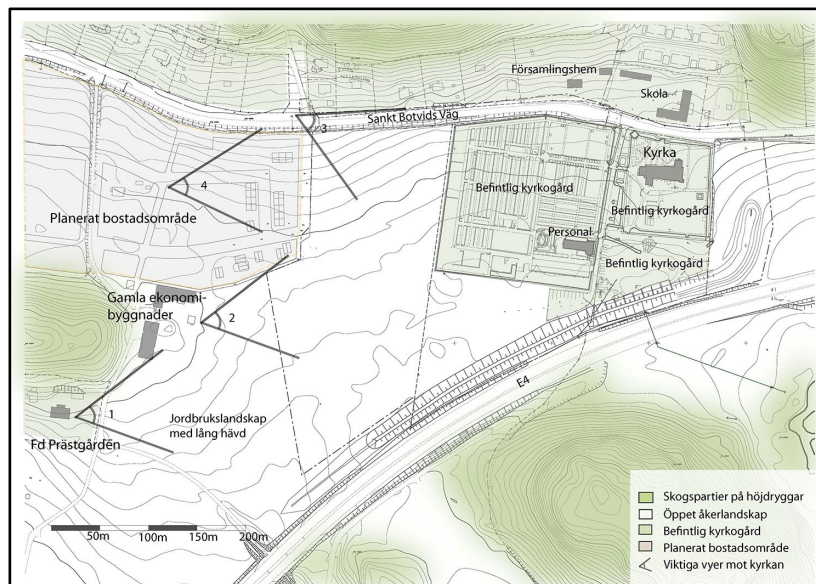 Församlingshem
Skola
Sankt Botvids Väg
3
Kyrka
4
Befintlig kyrkogård
Befintlig kyrkogård
Planerat bostadsområde
Personal
Befintlig kyrkogård
Gamla ekonomi-
byggnader
2
E4
1
Jordbrukslandskap
med lång hävd
Fd Prästgården
50m 100m 150m 200m
Skogspartier på höjdryggar
Öppet åkerlandskap
Befintlig kyrkogård
Planerat bostadsområde
Viktiga vyer mot kyrkan